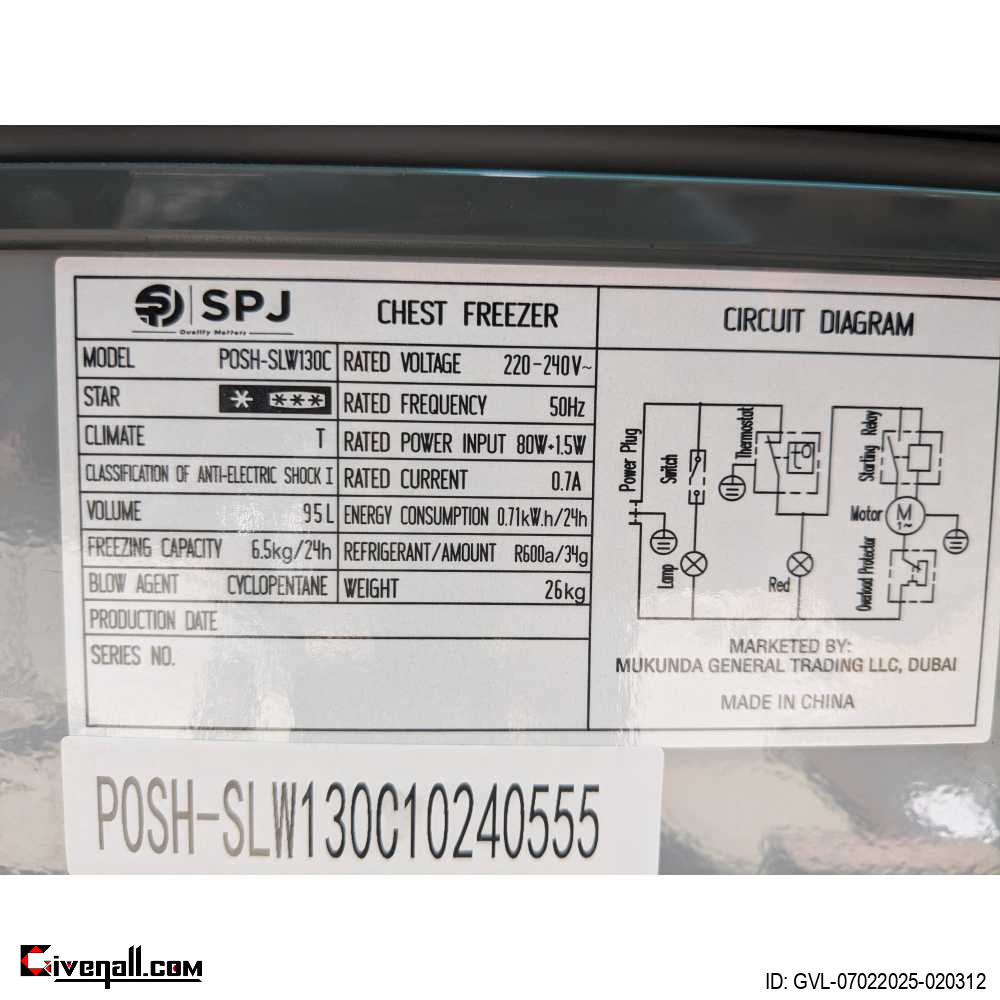 SPJ
Quality Matters
CHEST FREEZER
CIRCUIT DIAGRAM
MODEL POSH-SLW130C
RATED VOLTAGE 220-240V~
STAR * ***
RATED FREQUENCY 50Hz
CLIMATE T
RATED POWER INPUT 80W+1.5W
CLASSIFICATION OF ANTI-ELECTRIC SHOCK I
RATED CURRENT 0.7A
VOLUME 95L
ENERGY CONSUMPTION 0.71kW.h/24h
FREEZING CAPACITY 6.5kg/24h
REFRIGERANT/AMOUNT R600a/34g
BLOW AGENT CYCLOPENTANE
WEIGHT 26kg
PRODUCTION DATE
SERIES NO.
Power Plug
Switch
Thermostat
Starting Relay
Motor
M
1~
Lamp
Red
Overload Protector
MARKETED BY:
MUKUNDA GENERAL TRADING LLC, DUBAI
MADE IN CHINA
POSH-SLW130C10240555
Givenall.com
ID: GVL-07022025-020312